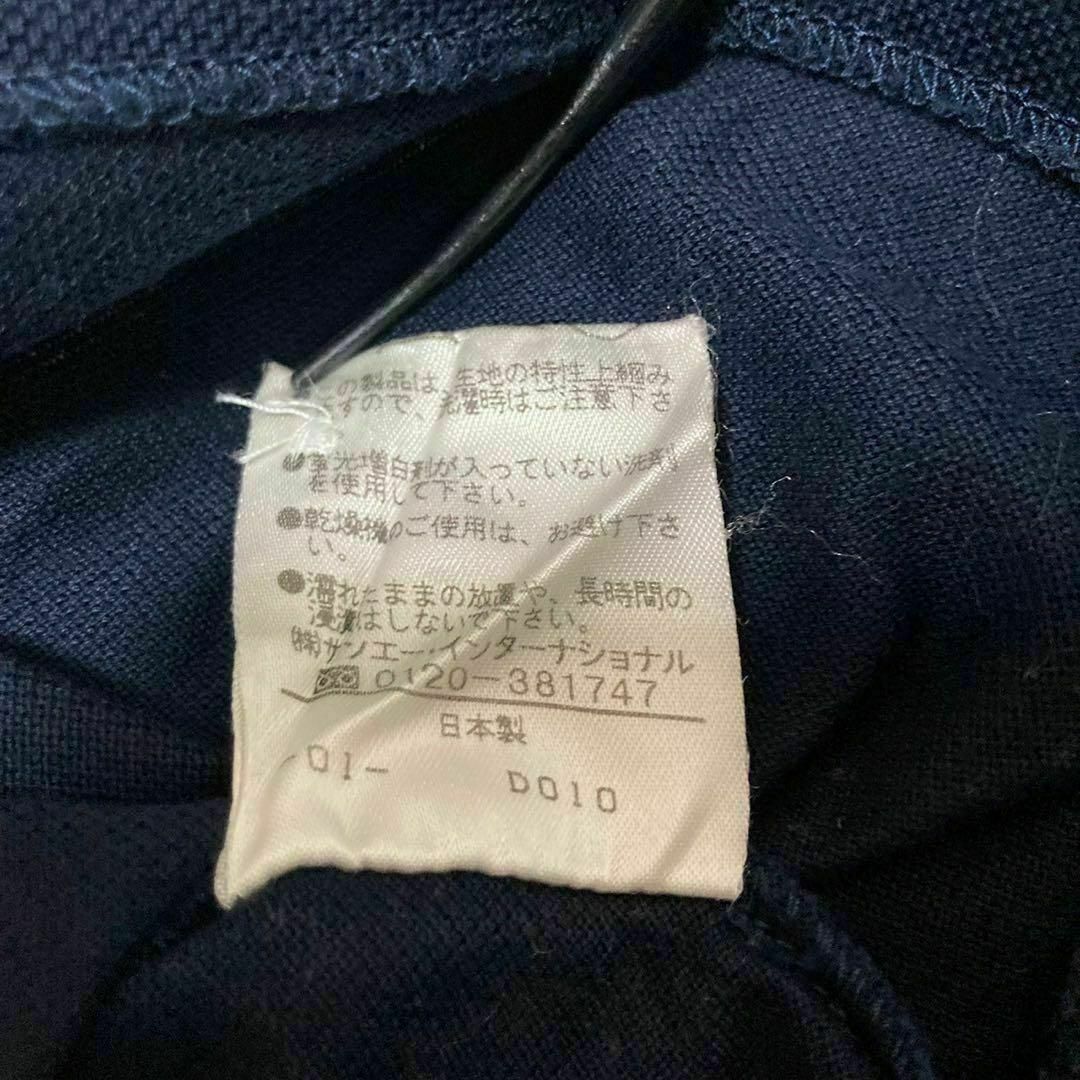 の製品は、生地の特性上縮み
ますので、洗濯時はご注意下さ
●蛍光増白剤が入っていない洗剤
を使用して下さい。
●乾燥機のご使用は、お避け下さ
い。
●濡れたままの放置や、長時間の
浸漬はしないで下さい。
㈱サンエー・インターナショナル
0120-381747
日本製
01- D010